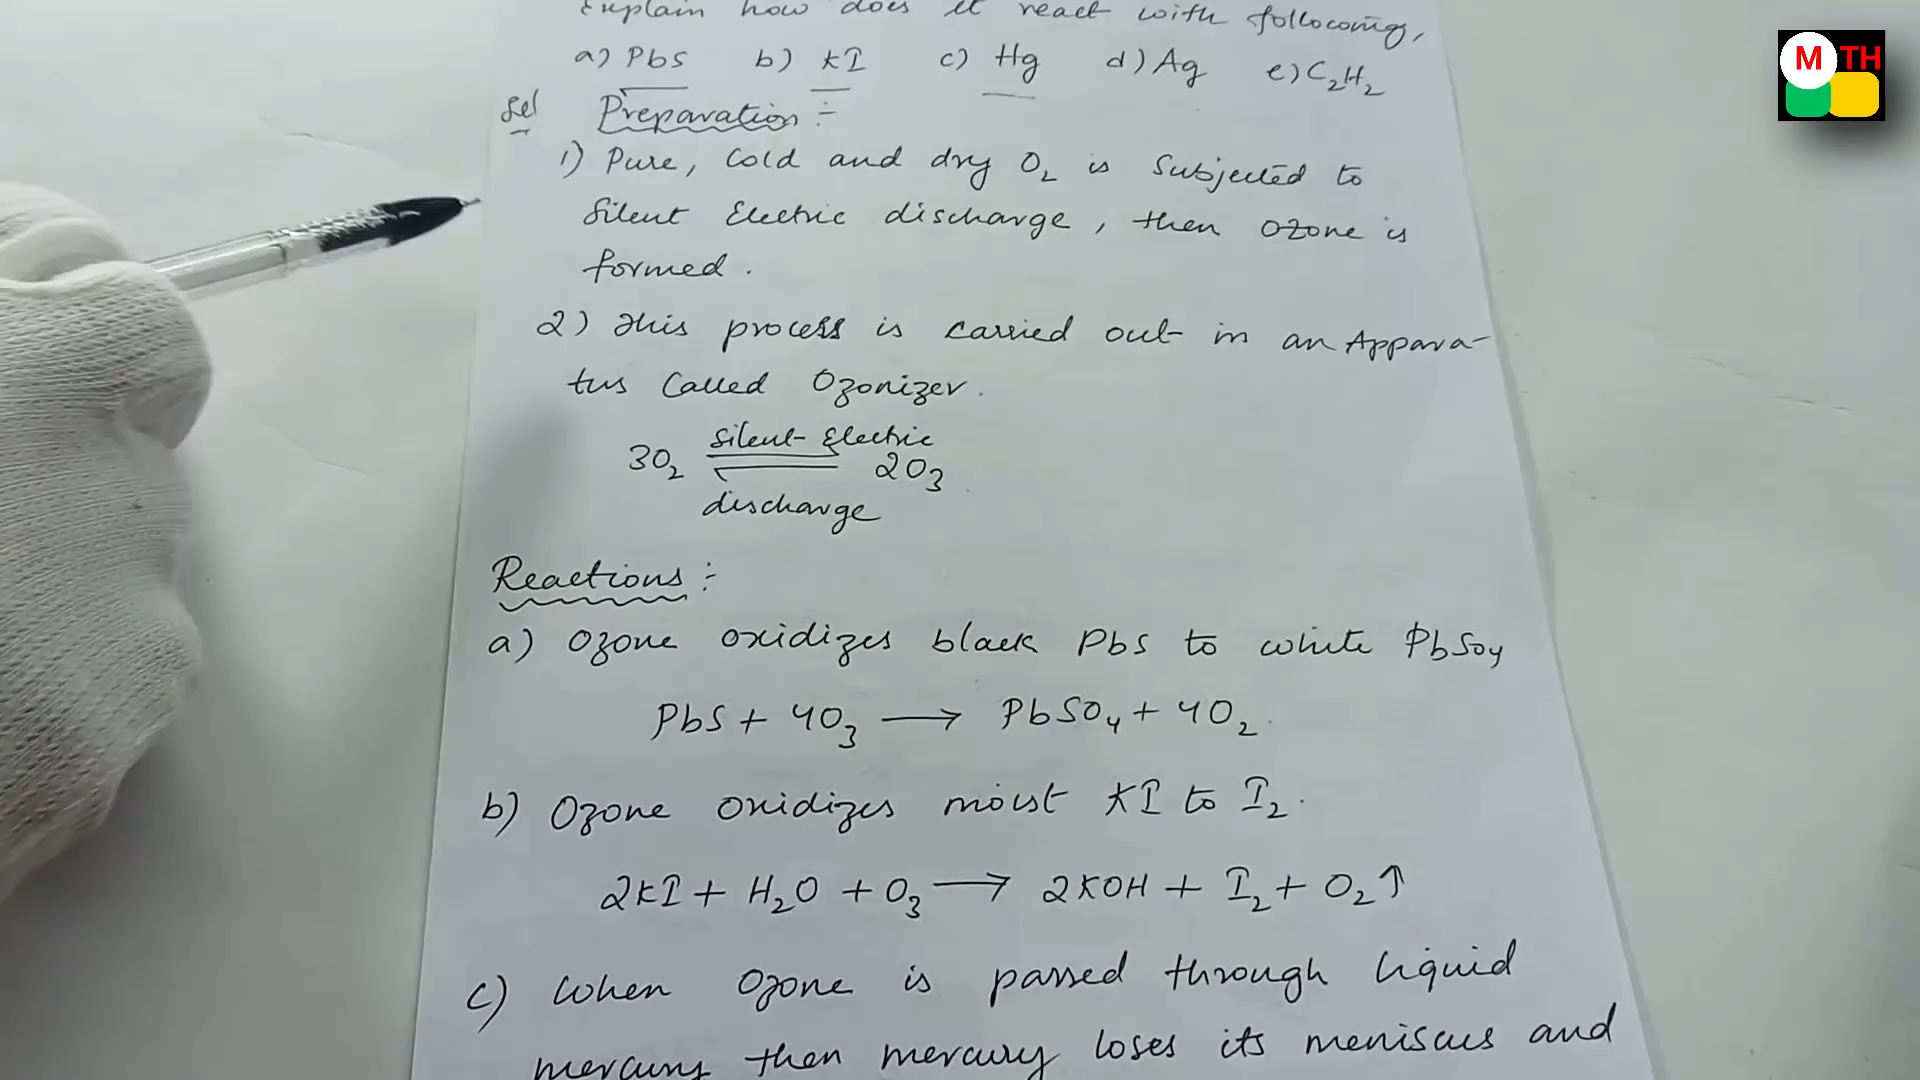 Explain how does it react with following,
a) PbS b) KI c) Hg d) Ag e) C₂H₂
Sol Preparation :-
1) Pure, Cold and dry O₂ is Subjected to
Silent Electric discharge, then Ozone is
formed.
2) This process is carried out in an Appara-
tus Called Ozonizer.
Silent Electric
3O₂ ⇌ 2O₃
discharge
Reactions :-
a) Ozone oxidizes black PbS to white PbSO₄
PbS + 4O₃ → PbSO₄ + 4O₂.
b) Ozone oxidizes moist KI to I₂.
2KI + H₂O + O₃ → 2KOH + I₂ + O₂↑
c) When Ozone is passed through liquid
mercury then mercury loses its meniscus and
M TH